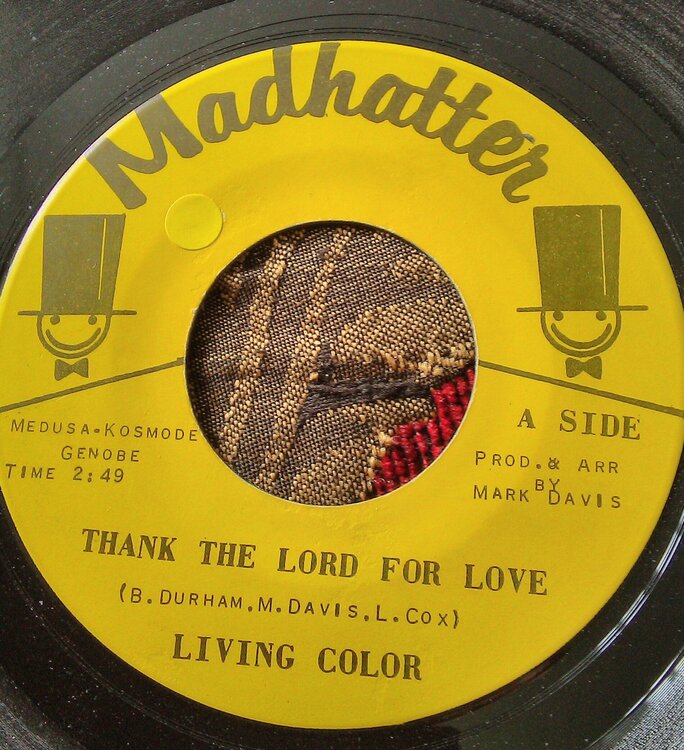 Madhatter
MEDUSA-KOSMODE
GENOBE
TIME 2:49
A SIDE
PROD.& ARR
BY
MARK DAVIS
THANK THE LORD FOR LOVE
(B.DURHAM,M.DAVIS,L.COX)
LIVING COLOR